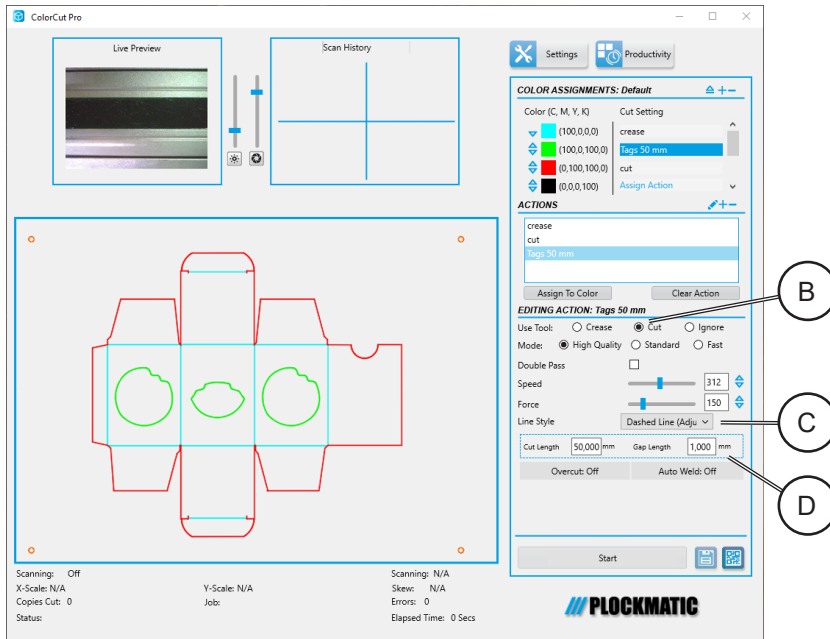 ColorCut Pro
Live Preview
Scan History
Settings
Productivity
COLOR ASSIGNMENTS: Default
Color (C, M, Y, K) Cut Setting
(100,0,0,0) crease
(100,0,100,0) Tags 50 mm
(0,100,100,0) cut
(0,0,0,100) Assign Action
ACTIONS
crease
cut
Tags 50 mm
Assign To Color Clear Action
EDITING ACTION: Tags 50 mm
B
Use Tool: Crease Cut Ignore
Mode: High Quality Standard Fast
Double Pass
Speed 312
Force 150
Line Style Dashed Line (Adju
C
Cut Length 50,000 mm Gap Length 1,000 mm
D
Overcut: Off Auto Weld: Off
Start
Scanning: Off Scanning: N/A
X-Scale: N/A Y-Scale: N/A Skew: N/A
Copies Cut: 0 Job: Errors: 0
Status: Elapsed Time: 0 Secs
PLOCKMATIC